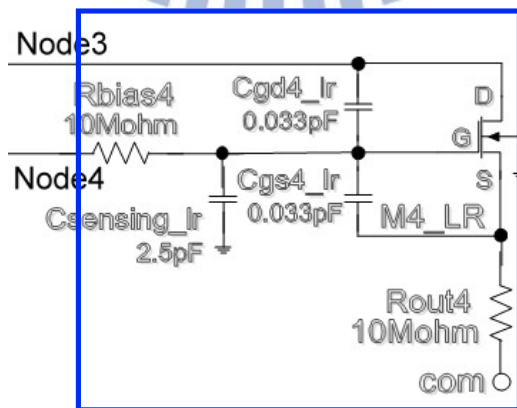 Node3
Rbias4
10Mohm
Cgd4_lr
0.033pF
D
G
S
Node4
Csensing_lr
2.5pF
Cgs4_lr
0.033pF
M4_LR
Rout4
10Mohm
com